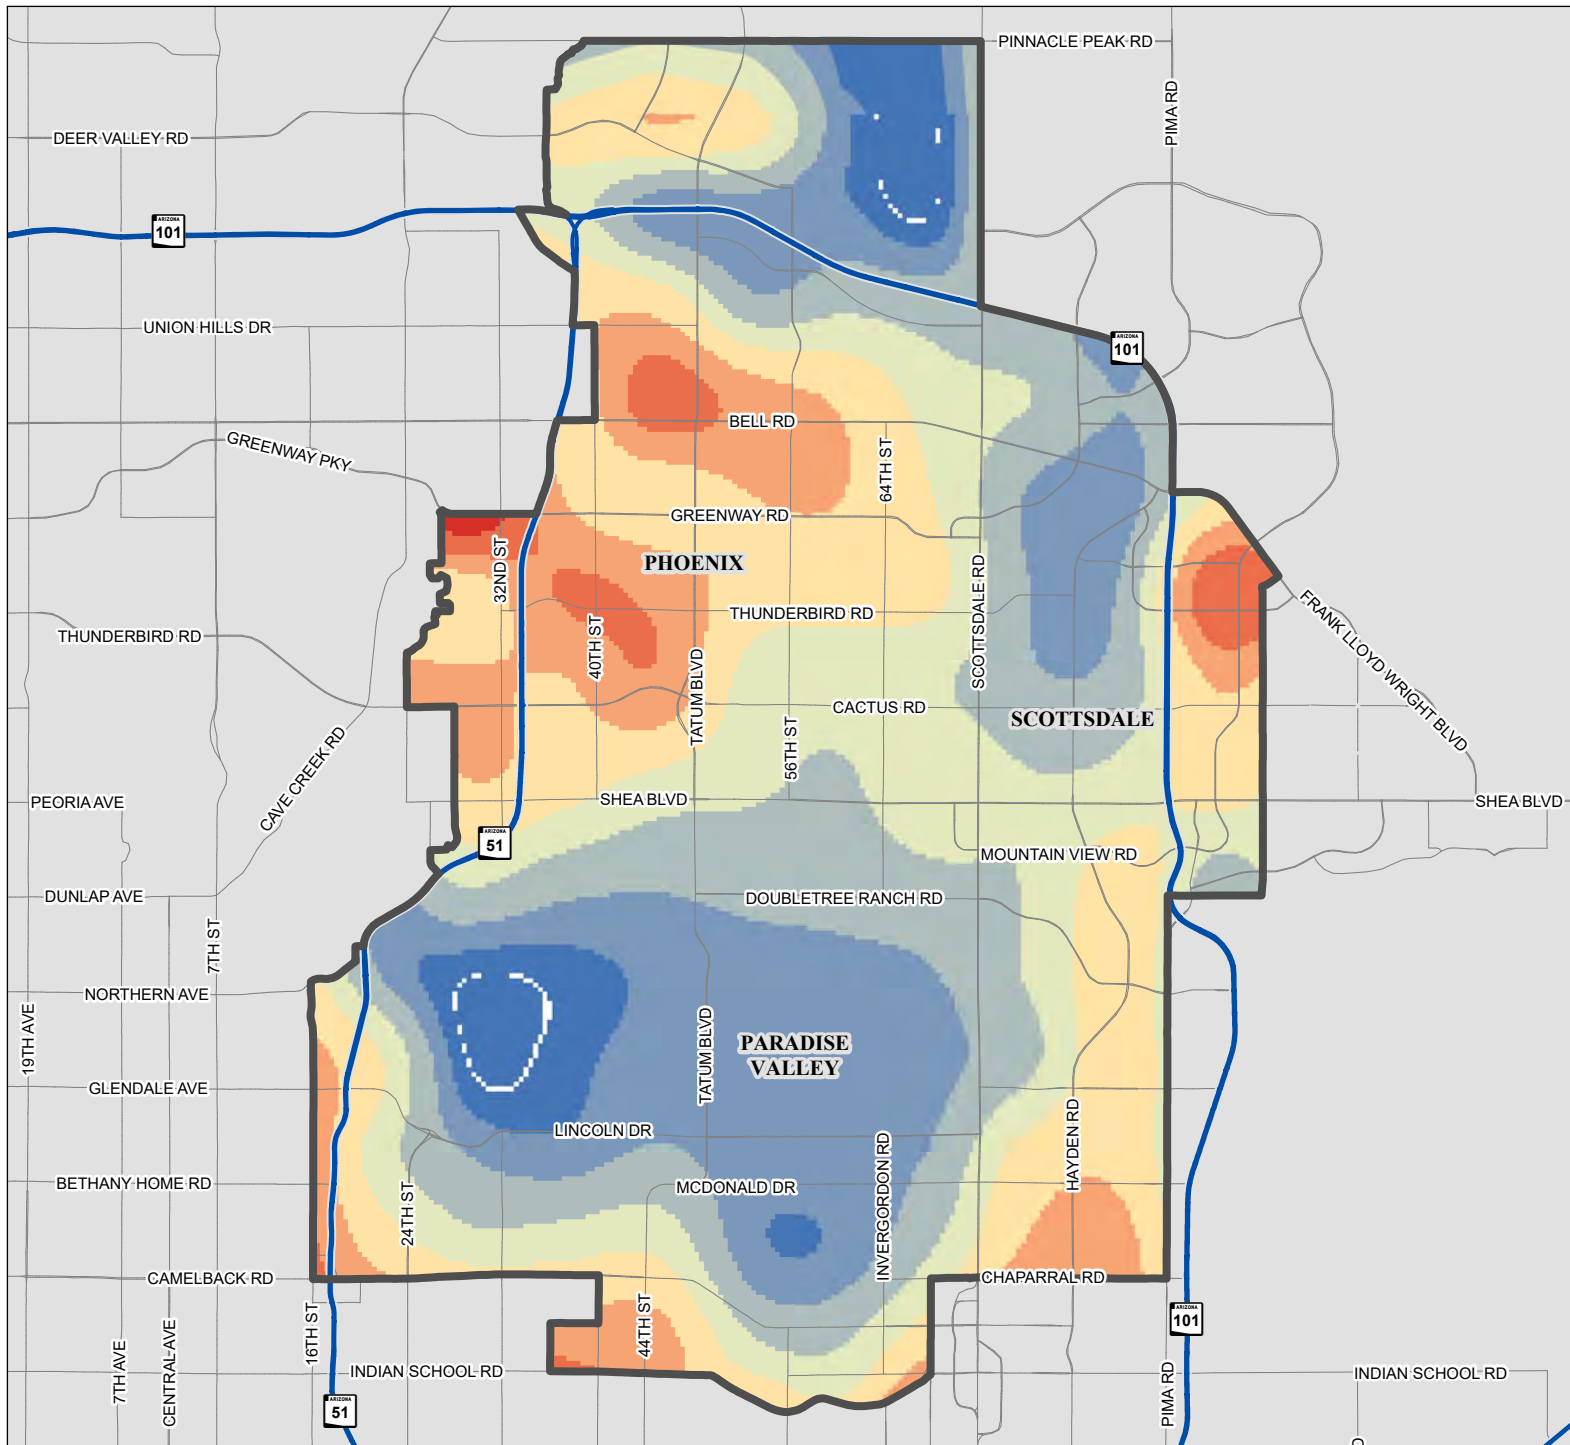 PINNACLE PEAK RD
PIMA RD
DEER VALLEY RD
ARIZONA
101
UNION HILLS DR
ARIZONA
101
BELL RD
GREENWAY PKY
64TH ST
GREENWAY RD
32ND ST
PHOENIX
SCOTTSDALE RD
THUNDERBIRD RD
THUNDERBIRD RD
40TH ST
FRANK LLOYD WRIGHT BLVD
TATUM BLVD
CACTUS RD
SCOTTSDALE
56TH ST
CAVE CREEK RD
PEORIA AVE
SHEA BLVD
SHEA BLVD
ARIZONA
51
MOUNTAIN VIEW RD
DUNLAP AVE
DOUBLETREE RANCH RD
7TH ST
NORTHERN AVE
19TH AVE
TATUM BLVD
PARADISE
VALLEY
GLENDALE AVE
LINCOLN DR
HAYDEN RD
INVERGORDON RD
BETHANY HOME RD
MCDONALD DR
24TH ST
CAMELBACK RD
CHAPARRAL RD
16TH ST
44TH ST
ARIZONA
101
7TH AVE
CENTRAL AVE
INDIAN SCHOOL RD
INDIAN SCHOOL RD
PIMA RD
ARIZONA
51